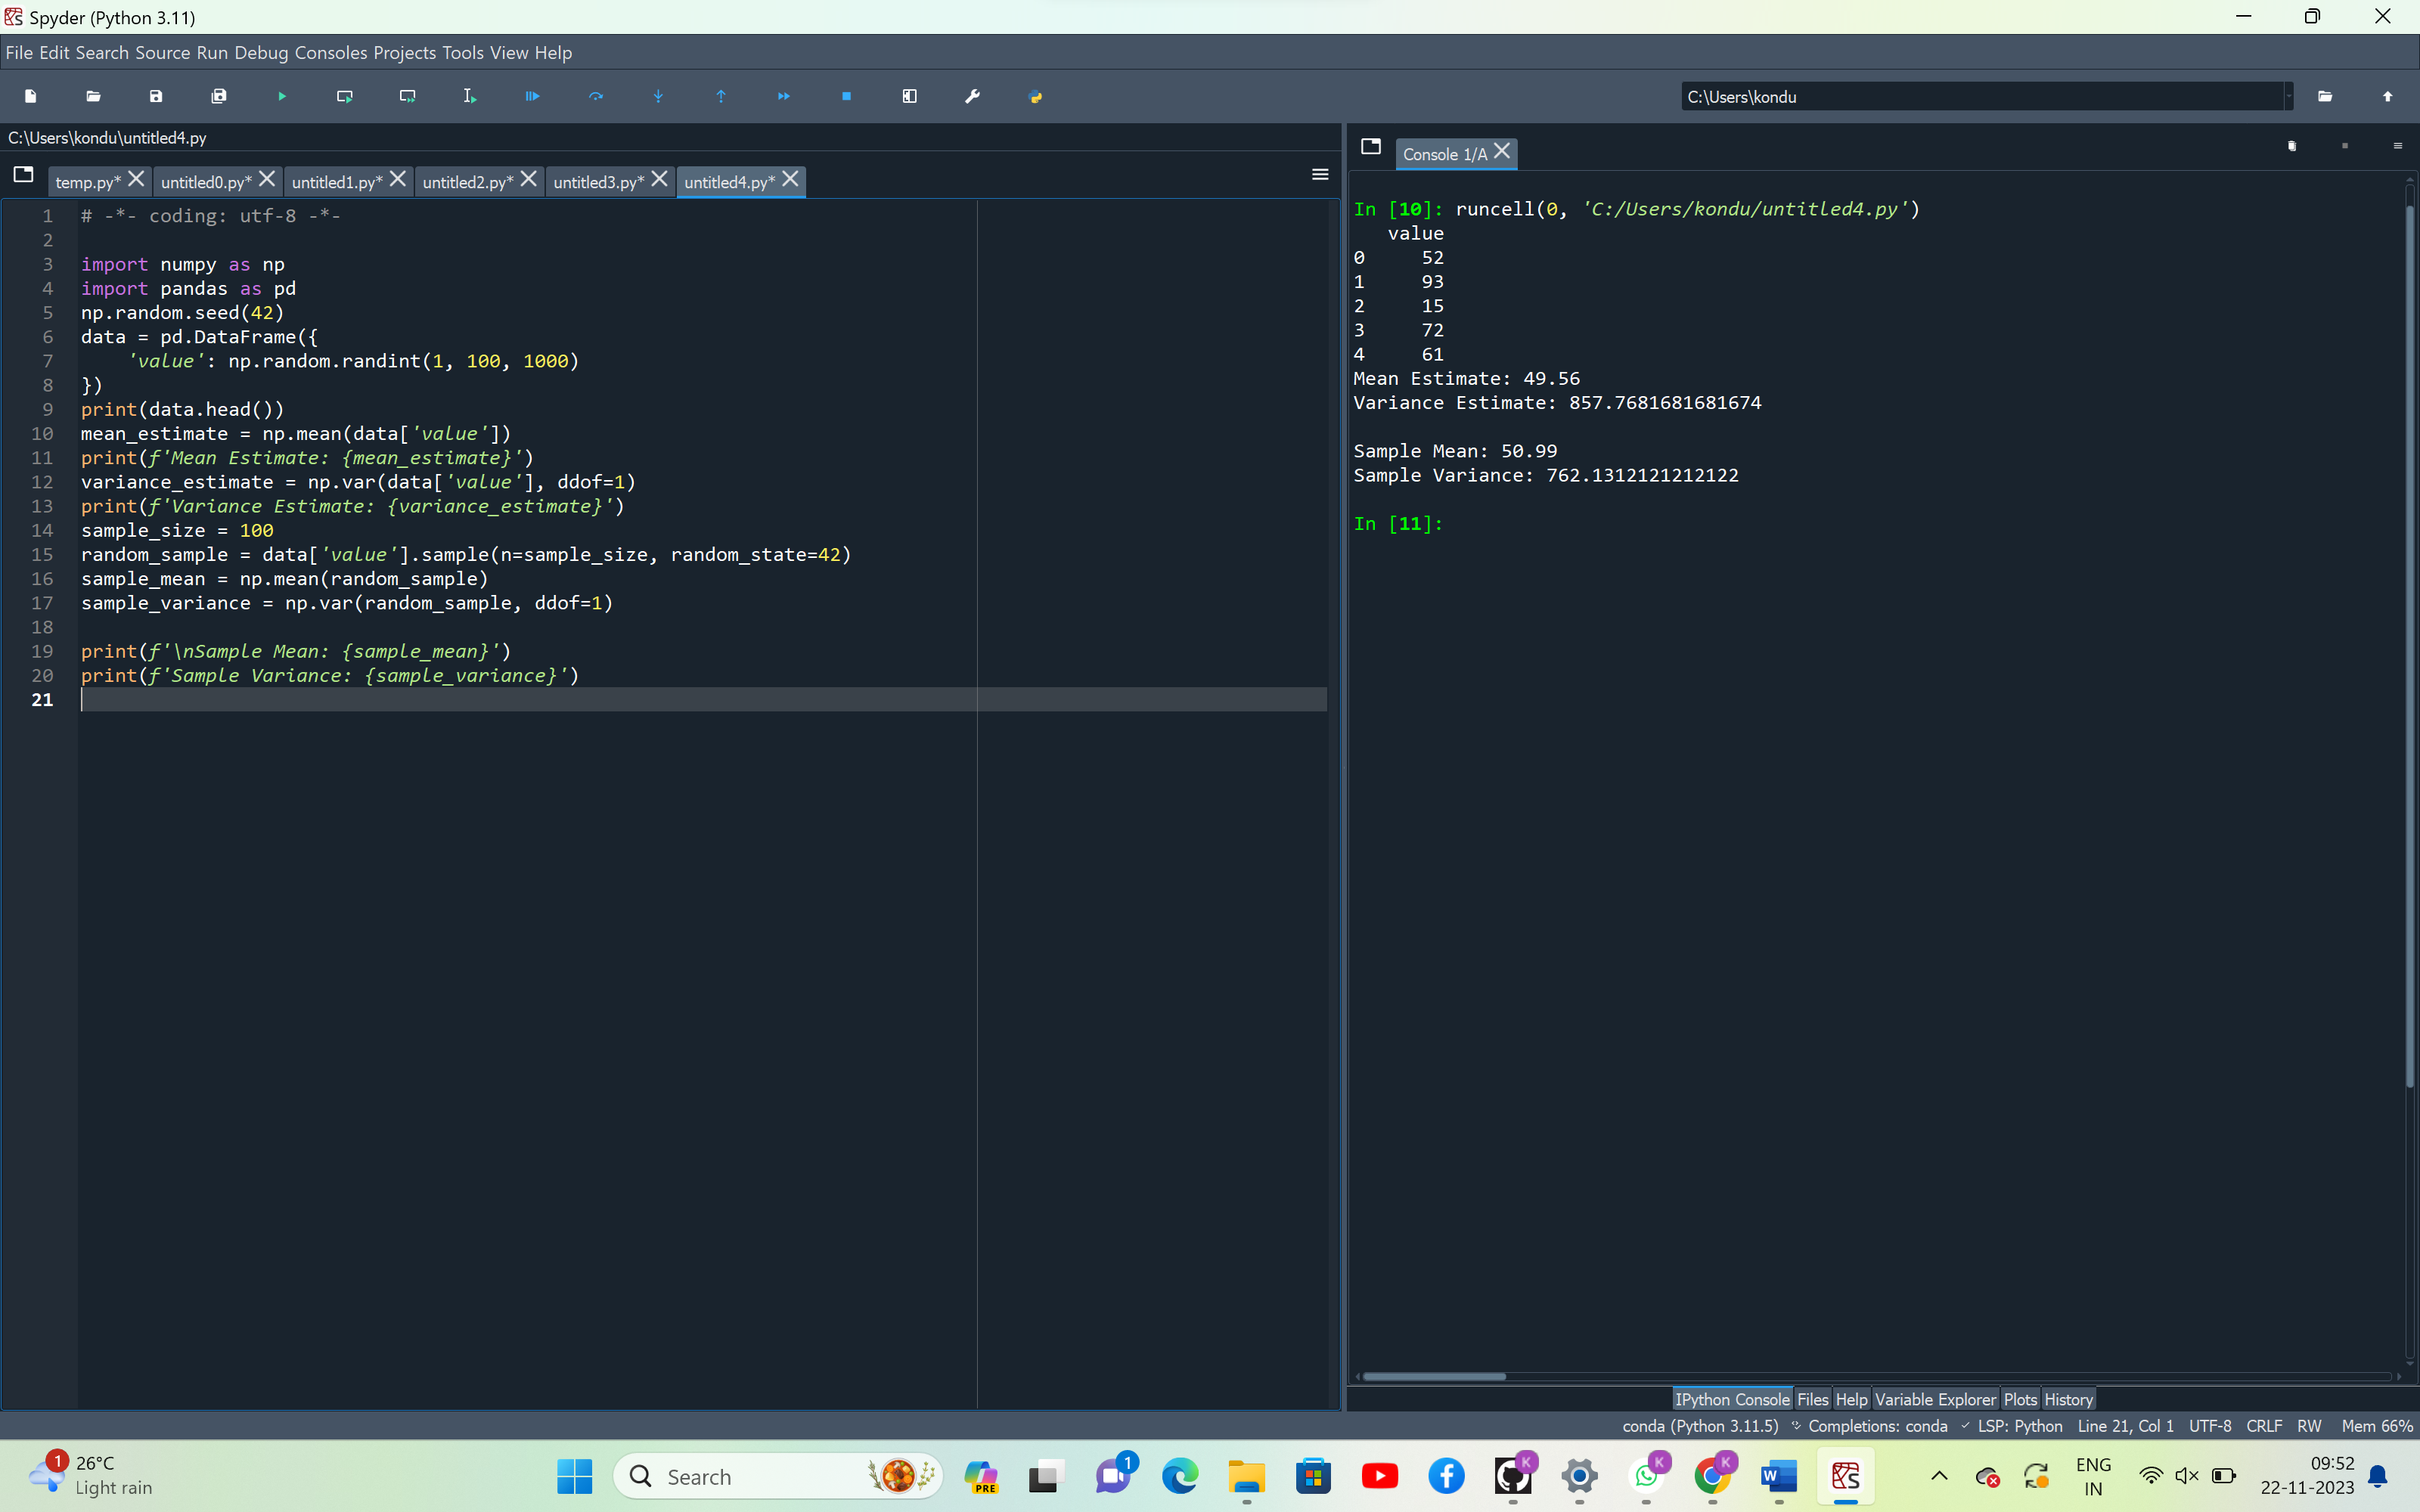 Spyder (Python 3.11)
File Edit Search Source Run Debug Consoles Projects Tools View Help
C:\Users\kondu
C:\Users\kondu\untitled4.py
temp.py* untitled0.py* untitled1.py* untitled2.py* untitled3.py* untitled4.py*
1 # -*- coding: utf-8 -*-
2
3 import numpy as np
4 import pandas as pd
5 np.random.seed(42)
6 data = pd.DataFrame({
7     'value': np.random.randint(1, 100, 1000)
8 })
9 print(data.head())
10 mean_estimate = np.mean(data['value'])
11 print(f'Mean Estimate: {mean_estimate}')
12 variance_estimate = np.var(data['value'], ddof=1)
13 print(f'Variance Estimate: {variance_estimate}')
14 sample_size = 100
15 random_sample = data['value'].sample(n=sample_size, random_state=42)
16 sample_mean = np.mean(random_sample)
17 sample_variance = np.var(random_sample, ddof=1)
18
19 print(f'\nSample Mean: {sample_mean}')
20 print(f'Sample Variance: {sample_variance}')
21
Console 1/A
In [10]: runcell(0, 'C:/Users/kondu/untitled4.py')
   value
0     52
1     93
2     15
3     72
4     61
Mean Estimate: 49.56
Variance Estimate: 857.7681681681674
Sample Mean: 50.99
Sample Variance: 762.1312121212122
In [11]:
IPython Console Files Help Variable Explorer Plots History
conda (Python 3.11.5) Completions: conda LSP: Python Line 21, Col 1 UTF-8 CRLF RW Mem 66%
1 26°C
Light rain
Search
PRE
1
K
K
K
W
ENG
IN
09:52
22-11-2023